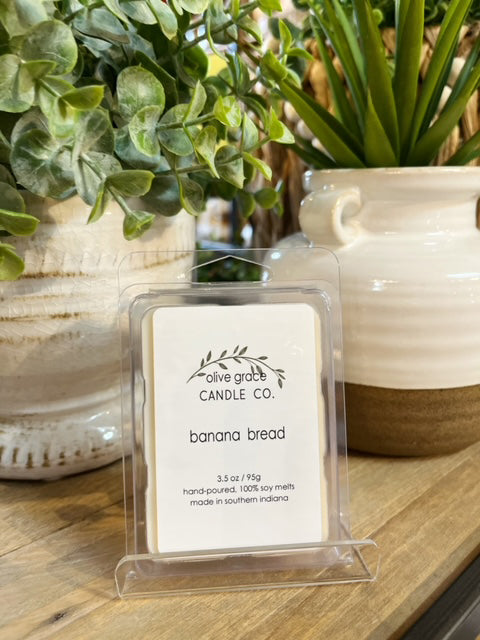 olive grace
CANDLE CO.
banana bread
3.5 oz / 95g
hand-poured, 100% soy melts
made in southern indiana